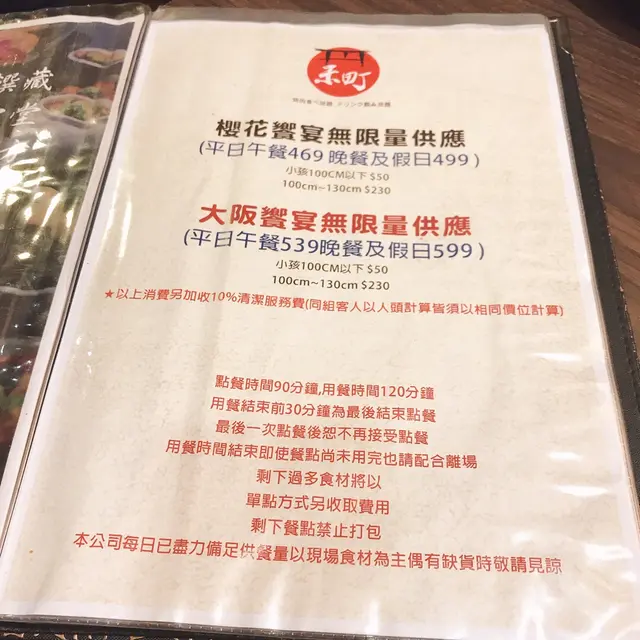 撰藏
堂
禾町
櫻花饗宴無限量供應
(平日午餐469 晚餐及假日499)
小孩100CM以下 $50
100cm~130cm $230
大阪饗宴無限量供應
(平日午餐539晚餐及假日599)
小孩100CM以下 $50
100cm~130cm $230
★以上消費另加收10%清潔服務費(同組客人以人頭計算皆須以相同價位計算)
點餐時間90分鐘,用餐時間120分鐘
用餐結束前30分鐘為最後結束點餐
最後一次點餐後恕不再接受點餐
用餐時間結束即使餐點尚未用完也請配合離場
剩下過多食材將以
單點方式另收取費用
剩下餐點禁止打包
本公司每日已盡力備足供餐量以現場食材為主偶有缺貨時敬請見諒